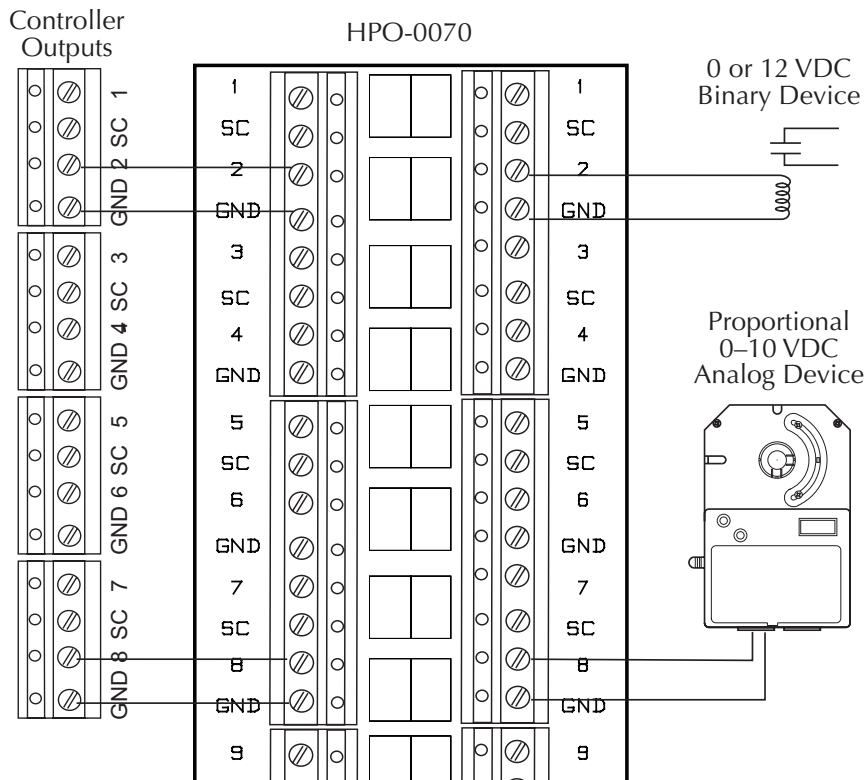 Controller
Outputs
HPO-0070
0 or 12 VDC
Binary Device
Proportional
0–10 VDC
Analog Device
1
SC
2
GND
3
SC
4
GND
5
SC
6
GND
7
SC
8
GND
1
SC
2
GND
3
SC
4
GND
5
SC
6
GND
7
SC
8
GND
9
1
SC
2
GND
3
SC
4
GND
5
SC
6
GND
7
SC
8
GND
9